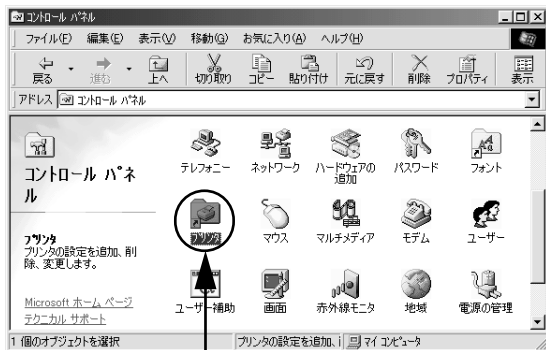 コントロール パネル
ファイル(F) 編集(E) 表示(V) 移動(G) お気に入り(A) ヘルプ(H)
戻る 進む 上へ 切り取り コピー 貼り付け 元に戻す 削除 プロパティ 表示
アドレス コントロール パネル
コントロール パネ
ル
プリンタ
プリンタの設定を追加、削
除、変更します。
Microsoft ホーム ページ
テクニカル サポート
テレフォニー ネットワーク ハードウェアの
追加 パスワード フォント
プリンタ マウス マルチメディア モデム ユーザー
ユーザー補助 画面 赤外線モニタ 地域 電源の管理
1 個のオブジェクトを選択 プリンタの設定を追加、i マイ コンピュータ